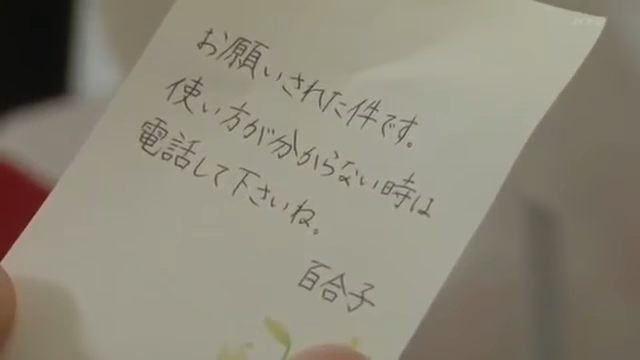 お願いされた件です。
使い方が分からない時は
電話して下さいね。
百合子